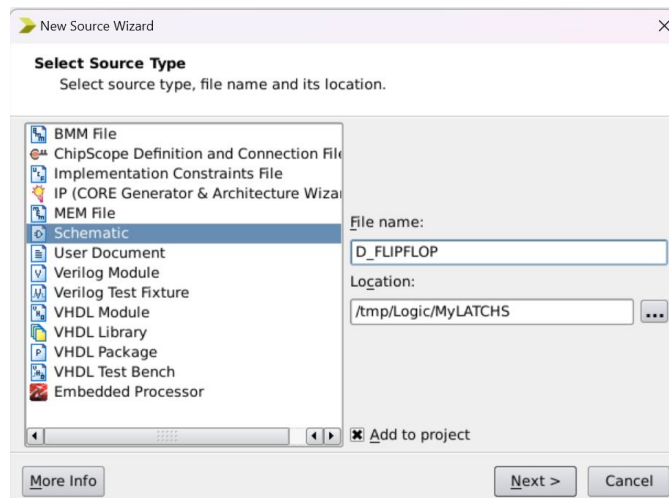 New Source Wizard
Select Source Type
Select source type, file name and its location.
BMM File
ChipScope Definition and Connection File
Implementation Constraints File
IP (CORE Generator & Architecture Wizar
MEM File
Schematic
User Document
Verilog Module
Verilog Test Fixture
VHDL Module
VHDL Library
VHDL Package
VHDL Test Bench
Embedded Processor
File name:
D_FLIPFLOP
Location:
/tmp/Logic/MyLATCHS
...
Add to project
More Info
Next >
Cancel